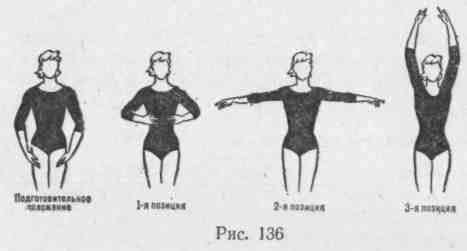 Подготовительное
положение
1-я позиция
2-я позиция
3-я позиция
Рис. 136